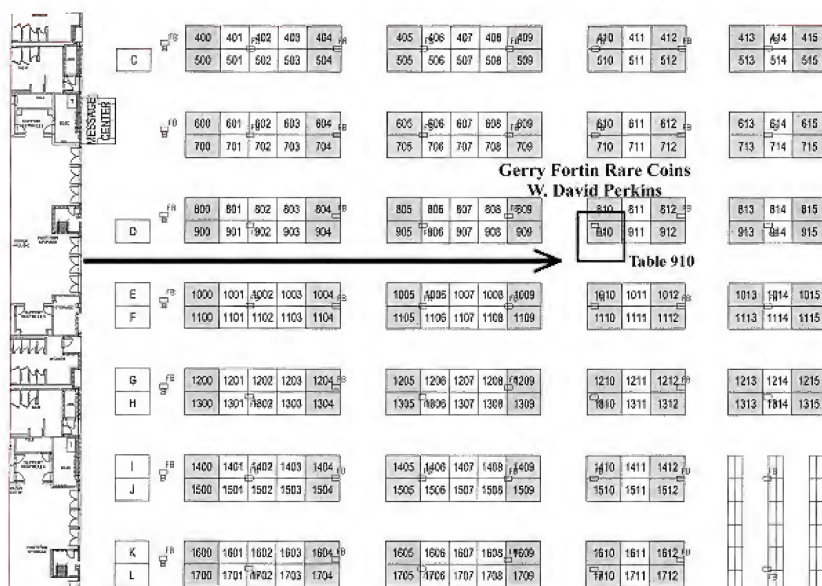 400 401 402 403 404 405 406 407 408 409 410 411 412 413 414 415
C 500 501 502 503 504 505 506 507 508 509 510 511 512 513 514 515
MESSAGE CENTER
FB 600 601 602 603 604 605 606 607 608 609 610 611 612 613 614 615
700 701 702 703 704 705 706 707 708 709 710 711 712 713 714 715
Gerry Fortin Rare Coins
W. David Perkins
FB 800 801 802 803 804 805 806 807 808 809 810 811 812 813 814 815
D 900 901 902 903 904 905 906 907 908 909 910 911 912 913 914 915
Table 910
E FB 1000 1001 1002 1003 1004 1005 1006 1007 1008 1009 1010 1011 1012 1013 1014 1015
F 1100 1101 1102 1103 1104 1105 1106 1107 1108 1109 1110 1111 1112 1113 1114 1115
G FB 1200 1201 1202 1203 1204 1205 1206 1207 1208 1209 1210 1211 1212 1213 1214 1215
H 1300 1301 1302 1303 1304 1305 1306 1307 1308 1309 1310 1311 1312 1313 1314 1315
I FB 1400 1401 1402 1403 1404 1405 1406 1407 1408 1409 1410 1411 1412
J 1500 1501 1502 1503 1504 1505 1506 1507 1508 1509 1510 1511 1512
K FB 1600 1601 1602 1603 1604 1605 1606 1607 1608 1609 1610 1611 1612
L 1700 1701 1702 1703 1704 1705 1706 1707 1708 1709 1710 1711 1712